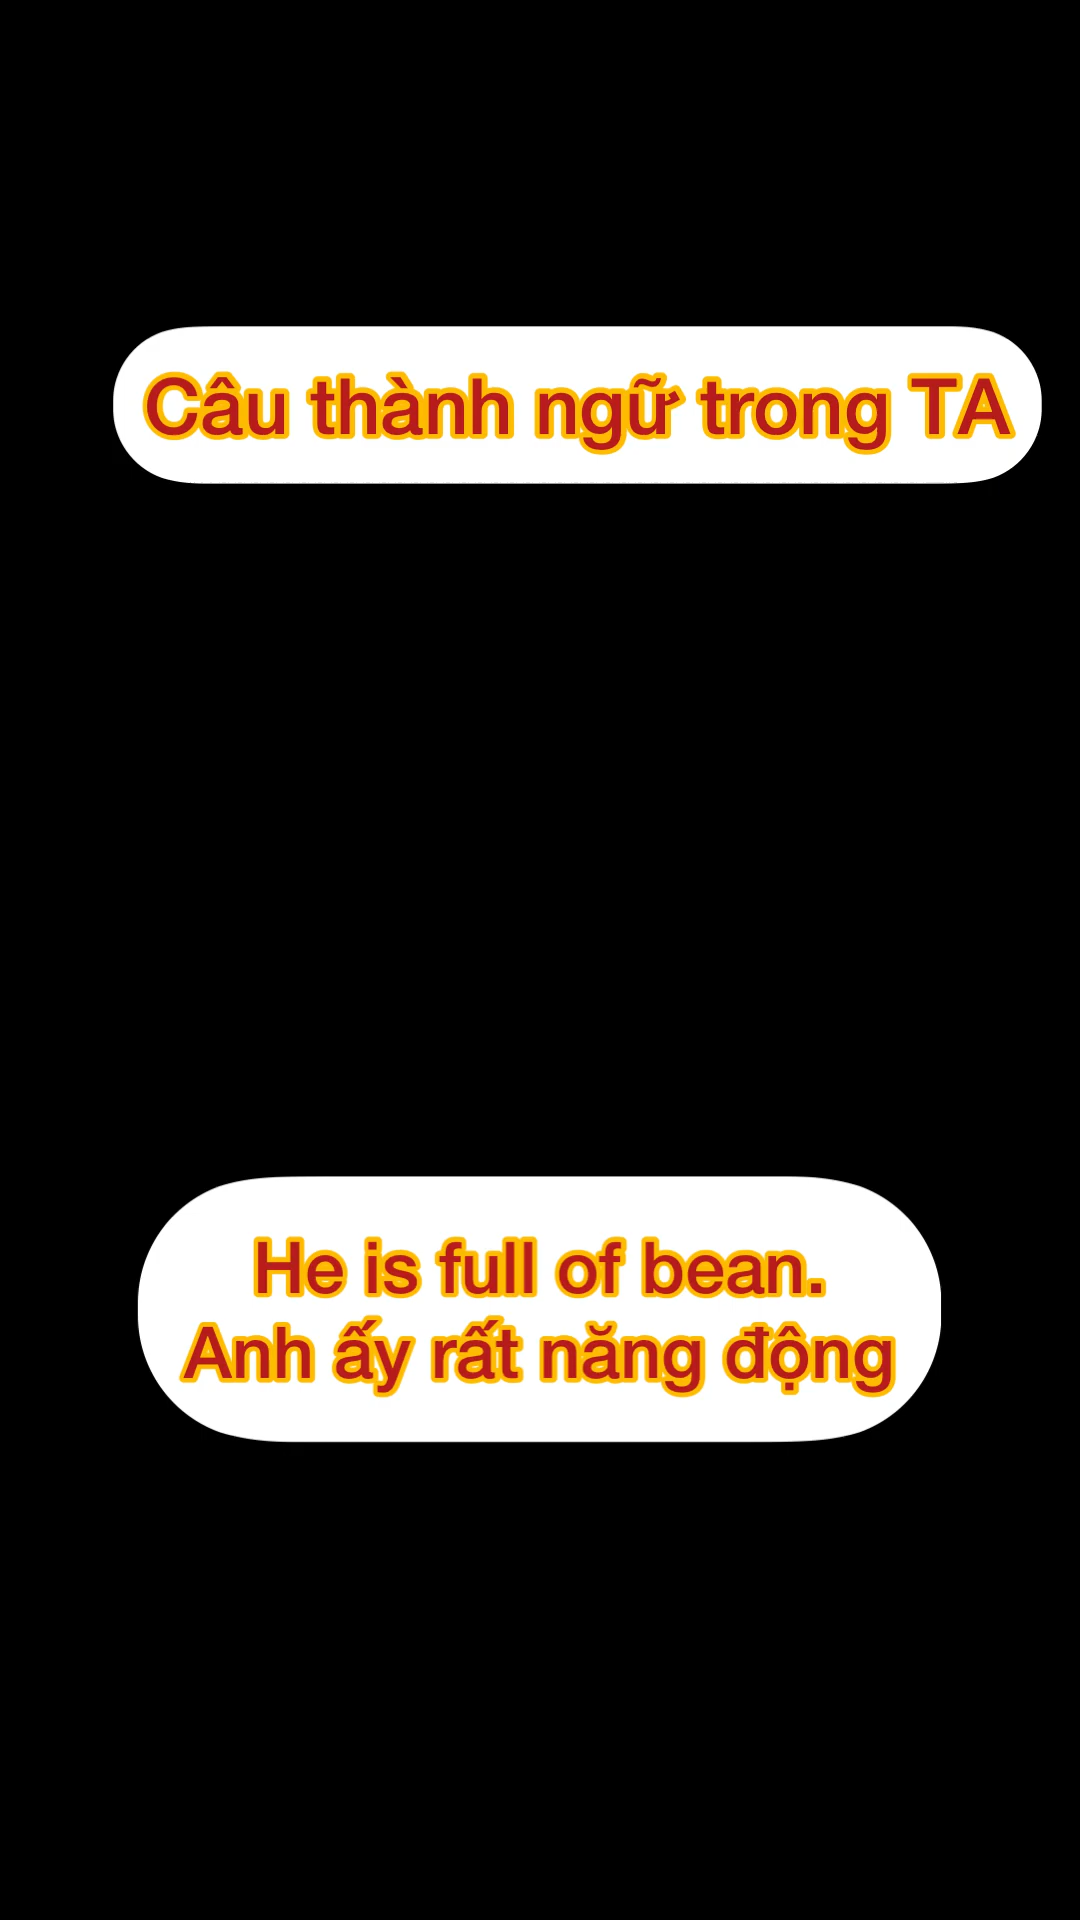 Câu thành ngữ trong TA
He is full of bean.
Anh ấy rất năng động